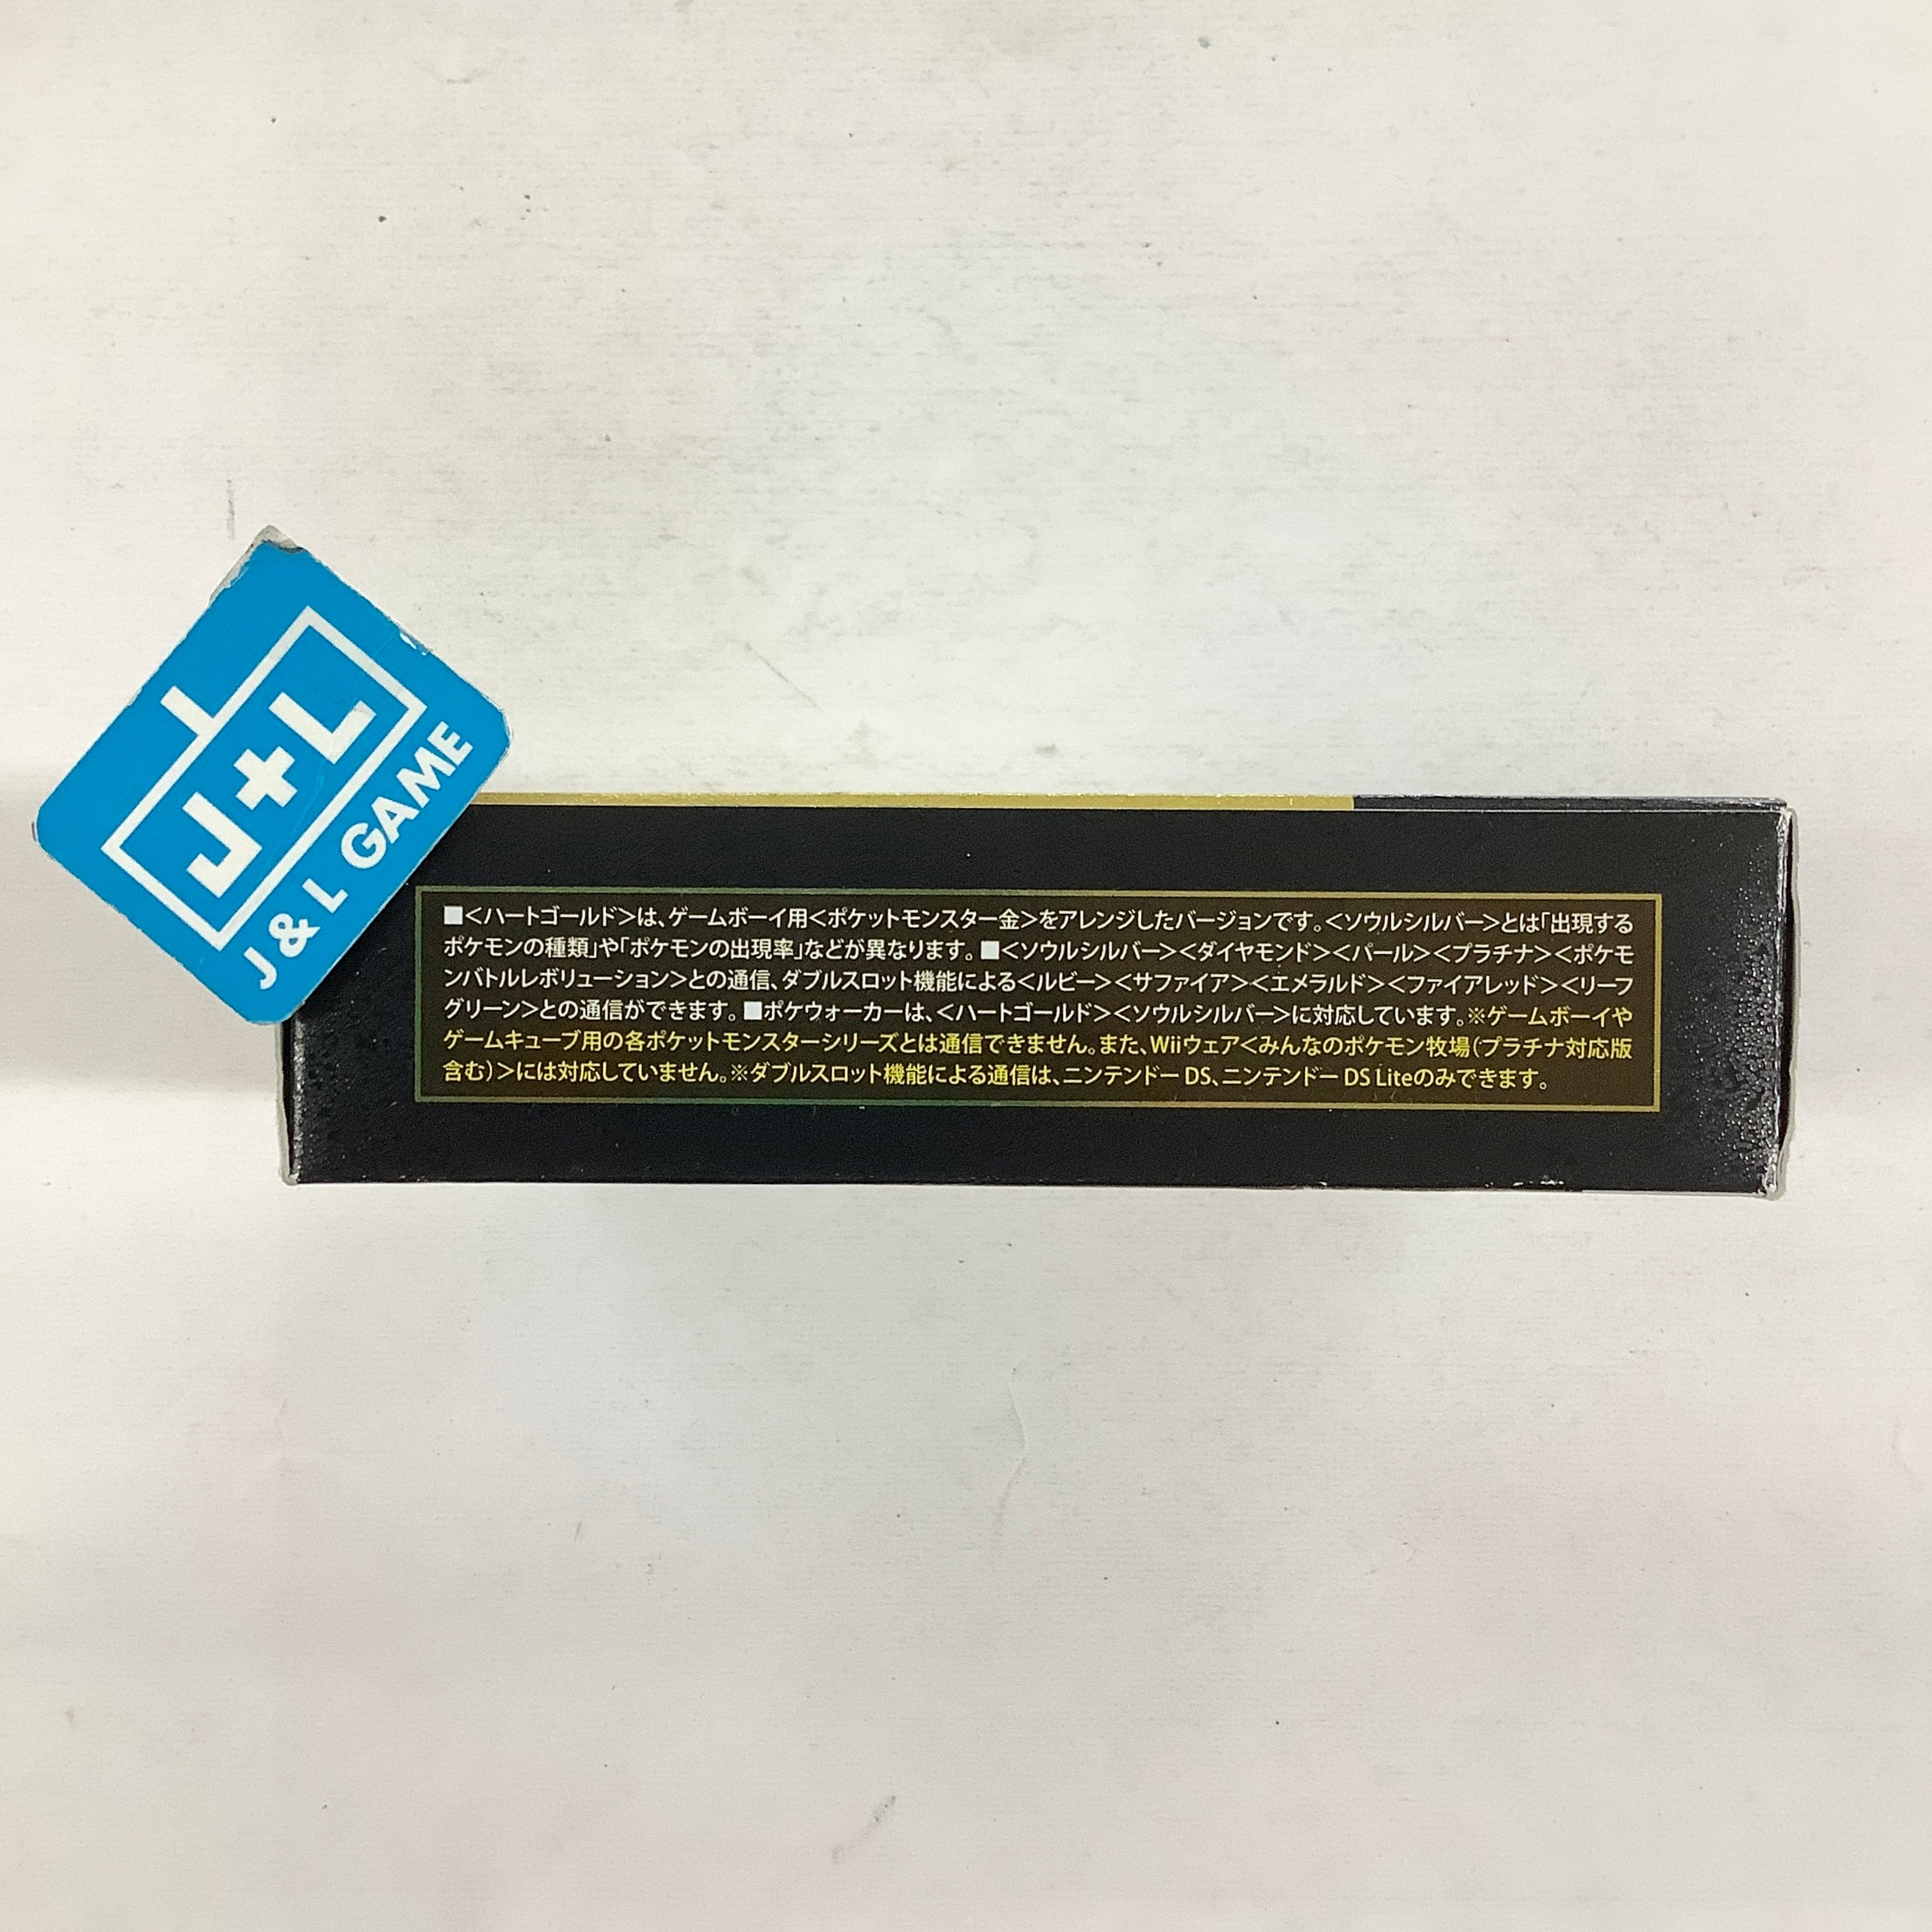 J+L
J & L GAME
■<ハートゴールド>は、ゲームボーイ用<ポケットモンスター金>をアレンジしたバージョンです。<ソウルシルバー>とは「出現する
ポケモンの種類」や「ポケモンの出現率」などが異なります。■<ソウルシルバー><ダイヤモンド><パール><プラチナ><ポケモ
ンバトルレボリューション>との通信、ダブルスロット機能による<ルビー><サファイア><エメラルド><ファイアレッド><リーフ
グリーン>との通信ができます。■ポケウォーカーは、<ハートゴールド><ソウルシルバー>に対応しています。※ゲームボーイや
ゲームキューブ用の各ポケットモンスターシリーズとは通信できません。また、Wiiウェア<みんなのポケモン牧場(プラチナ対応版
含む)>には対応していません。※ダブルスロット機能による通信は、ニンテンドーDS、ニンテンドーDS Liteのみできます。